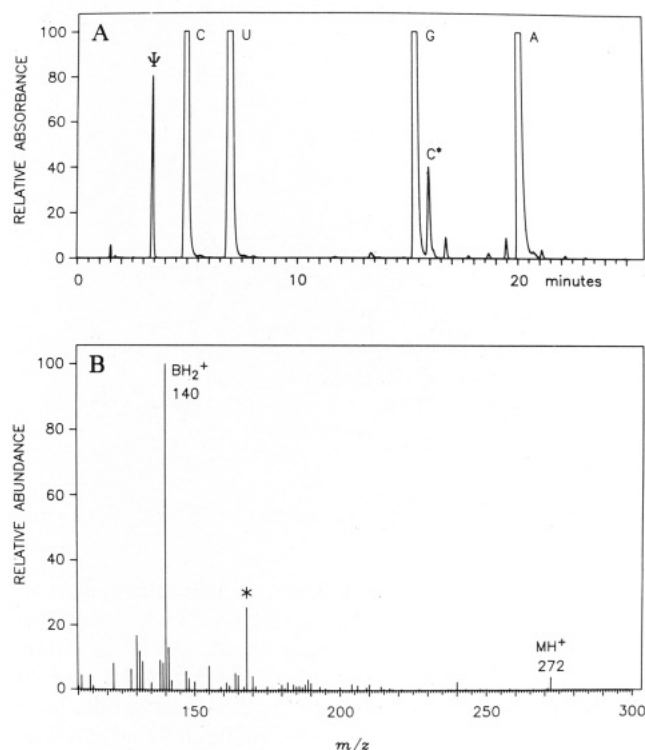 A
RELATIVE ABSORBANCE
100
80
60
40
20
0
Ψ
C
U
G
C*
A
0
10
20
minutes
B
RELATIVE ABUNDANCE
100
80
60
40
20
0
BH₂⁺
140
*
MH⁺
272
150
200
250
300
m/z